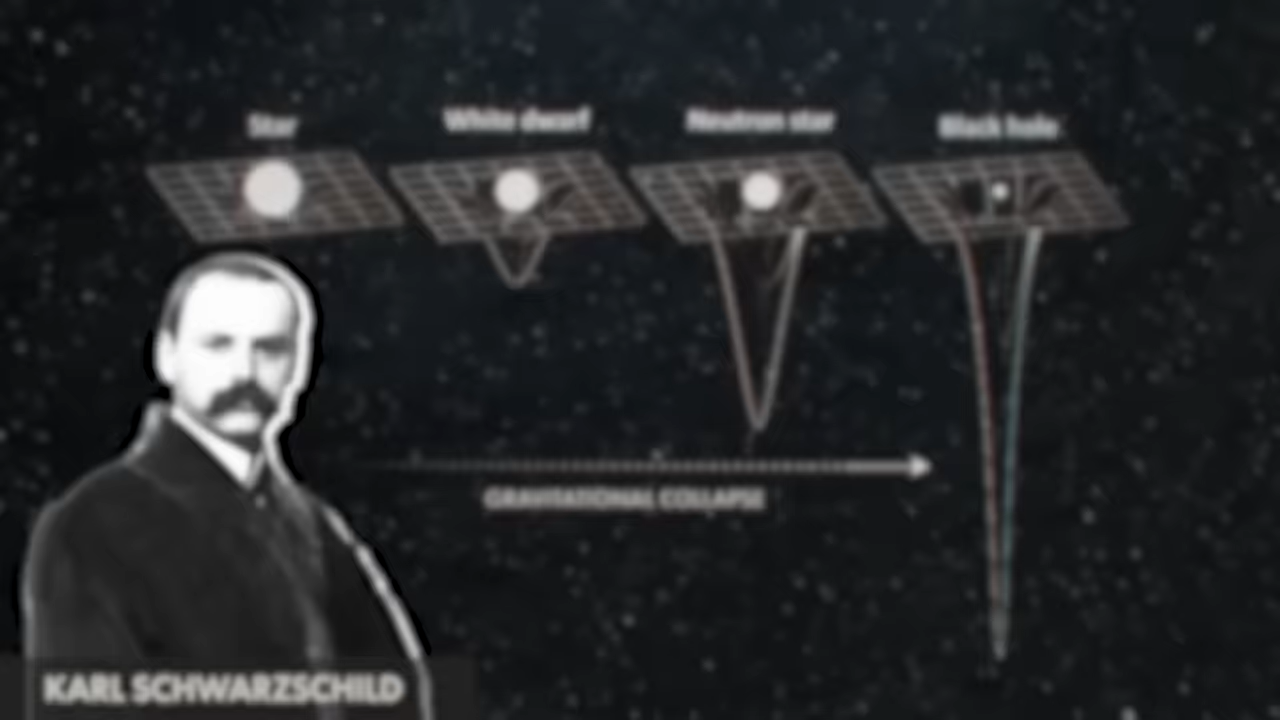 Star
White dwarf
Neutron star
Black hole
GRAVITATIONAL COLLAPSE
KARL SCHWARZSCHILD